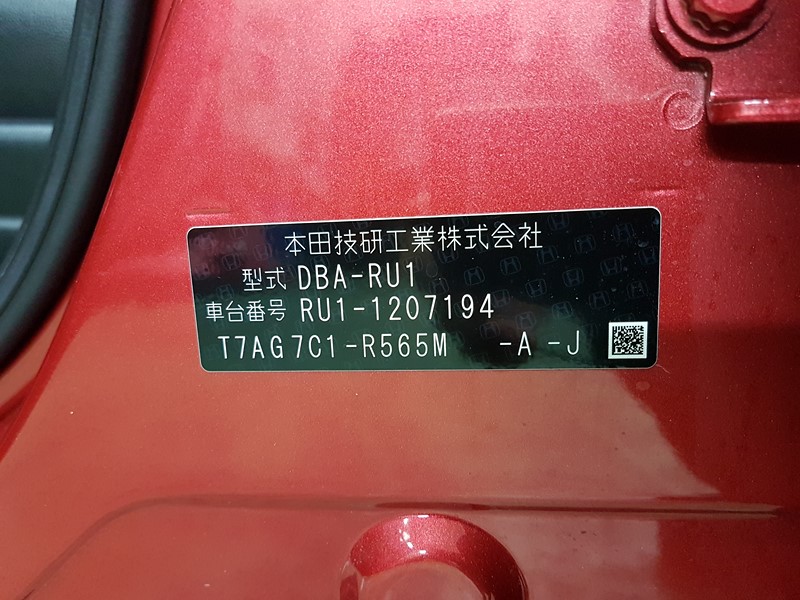 本田技研工業株式会社
型式 DBA-RU1
車台番号 RU1-1207194
T7AG7C1-R565M -A -J